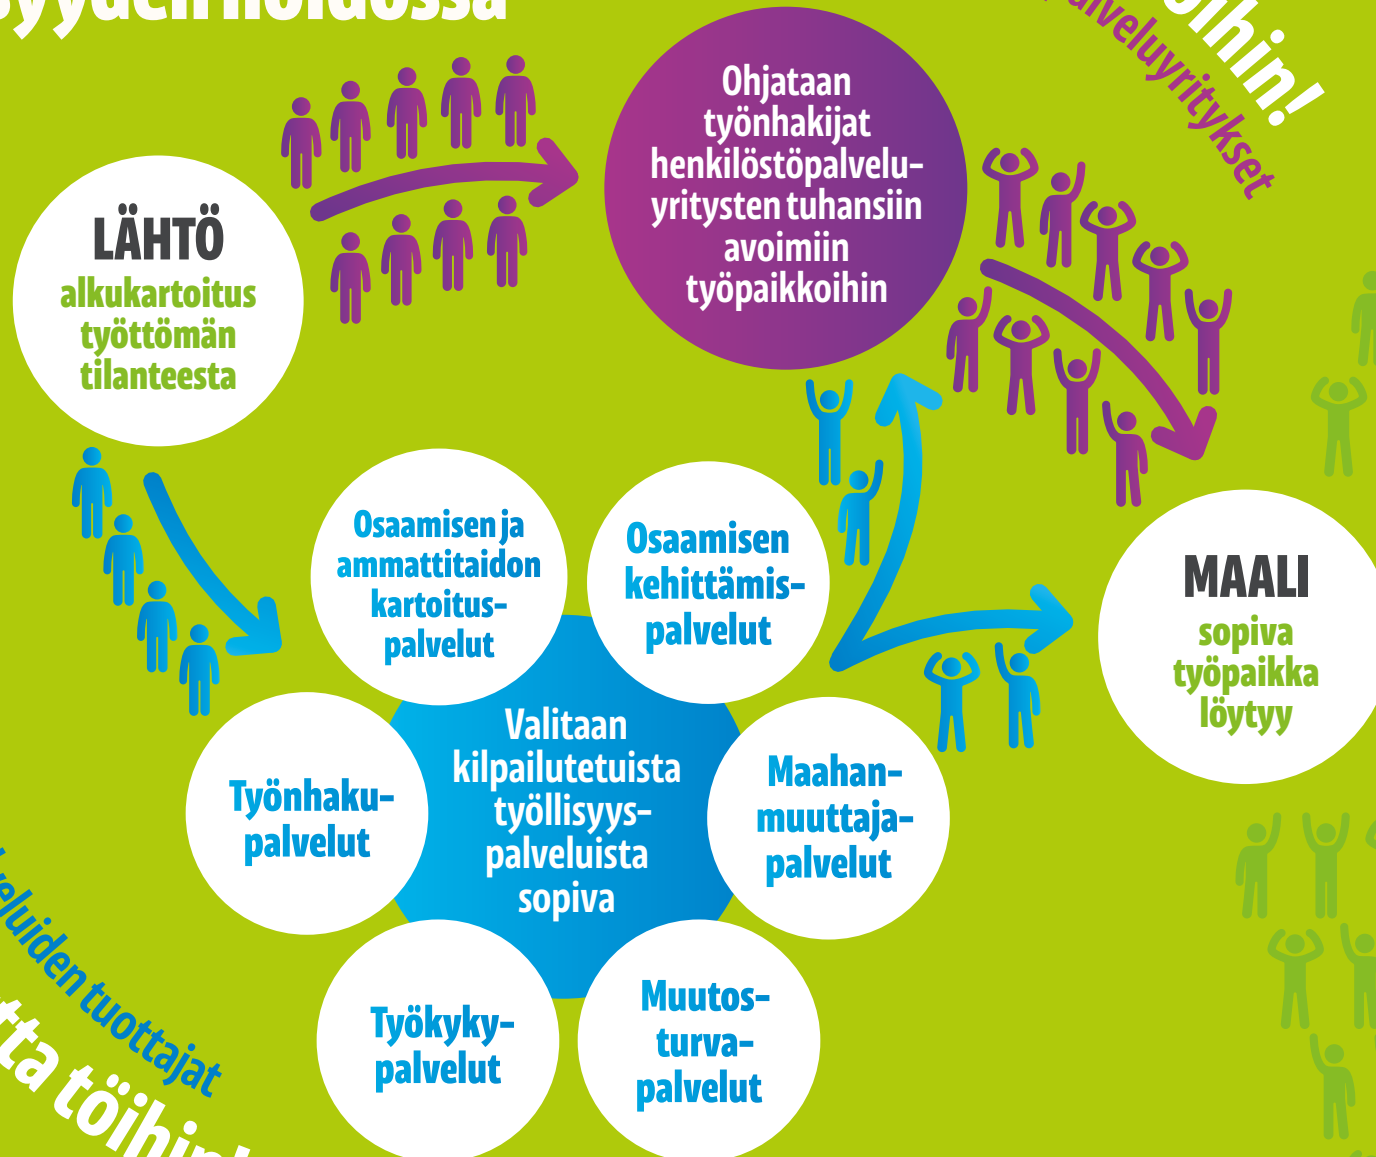 LÄHTÖ
alkukartoitus
työttömän
tilanteesta
Ohjataan
työnhakijat
henkilöstöpalvelu-
yritysten tuhansiin
avoimiin
työpaikkoihin
MAALI
sopiva
työpaikka
löytyy
Osaamisen ja
ammattitaidon
kartoitus-
palvelut
Osaamisen
kehittämis-
palvelut
Työnhaku-
palvelut
Valitaan
kilpailutetuista
työllisyys-
palveluista
sopiva
Maahan-
muuttaja-
palvelut
Työkyky-
palvelut
Muutos-
turva-
palvelut
tuottajat
töihin!